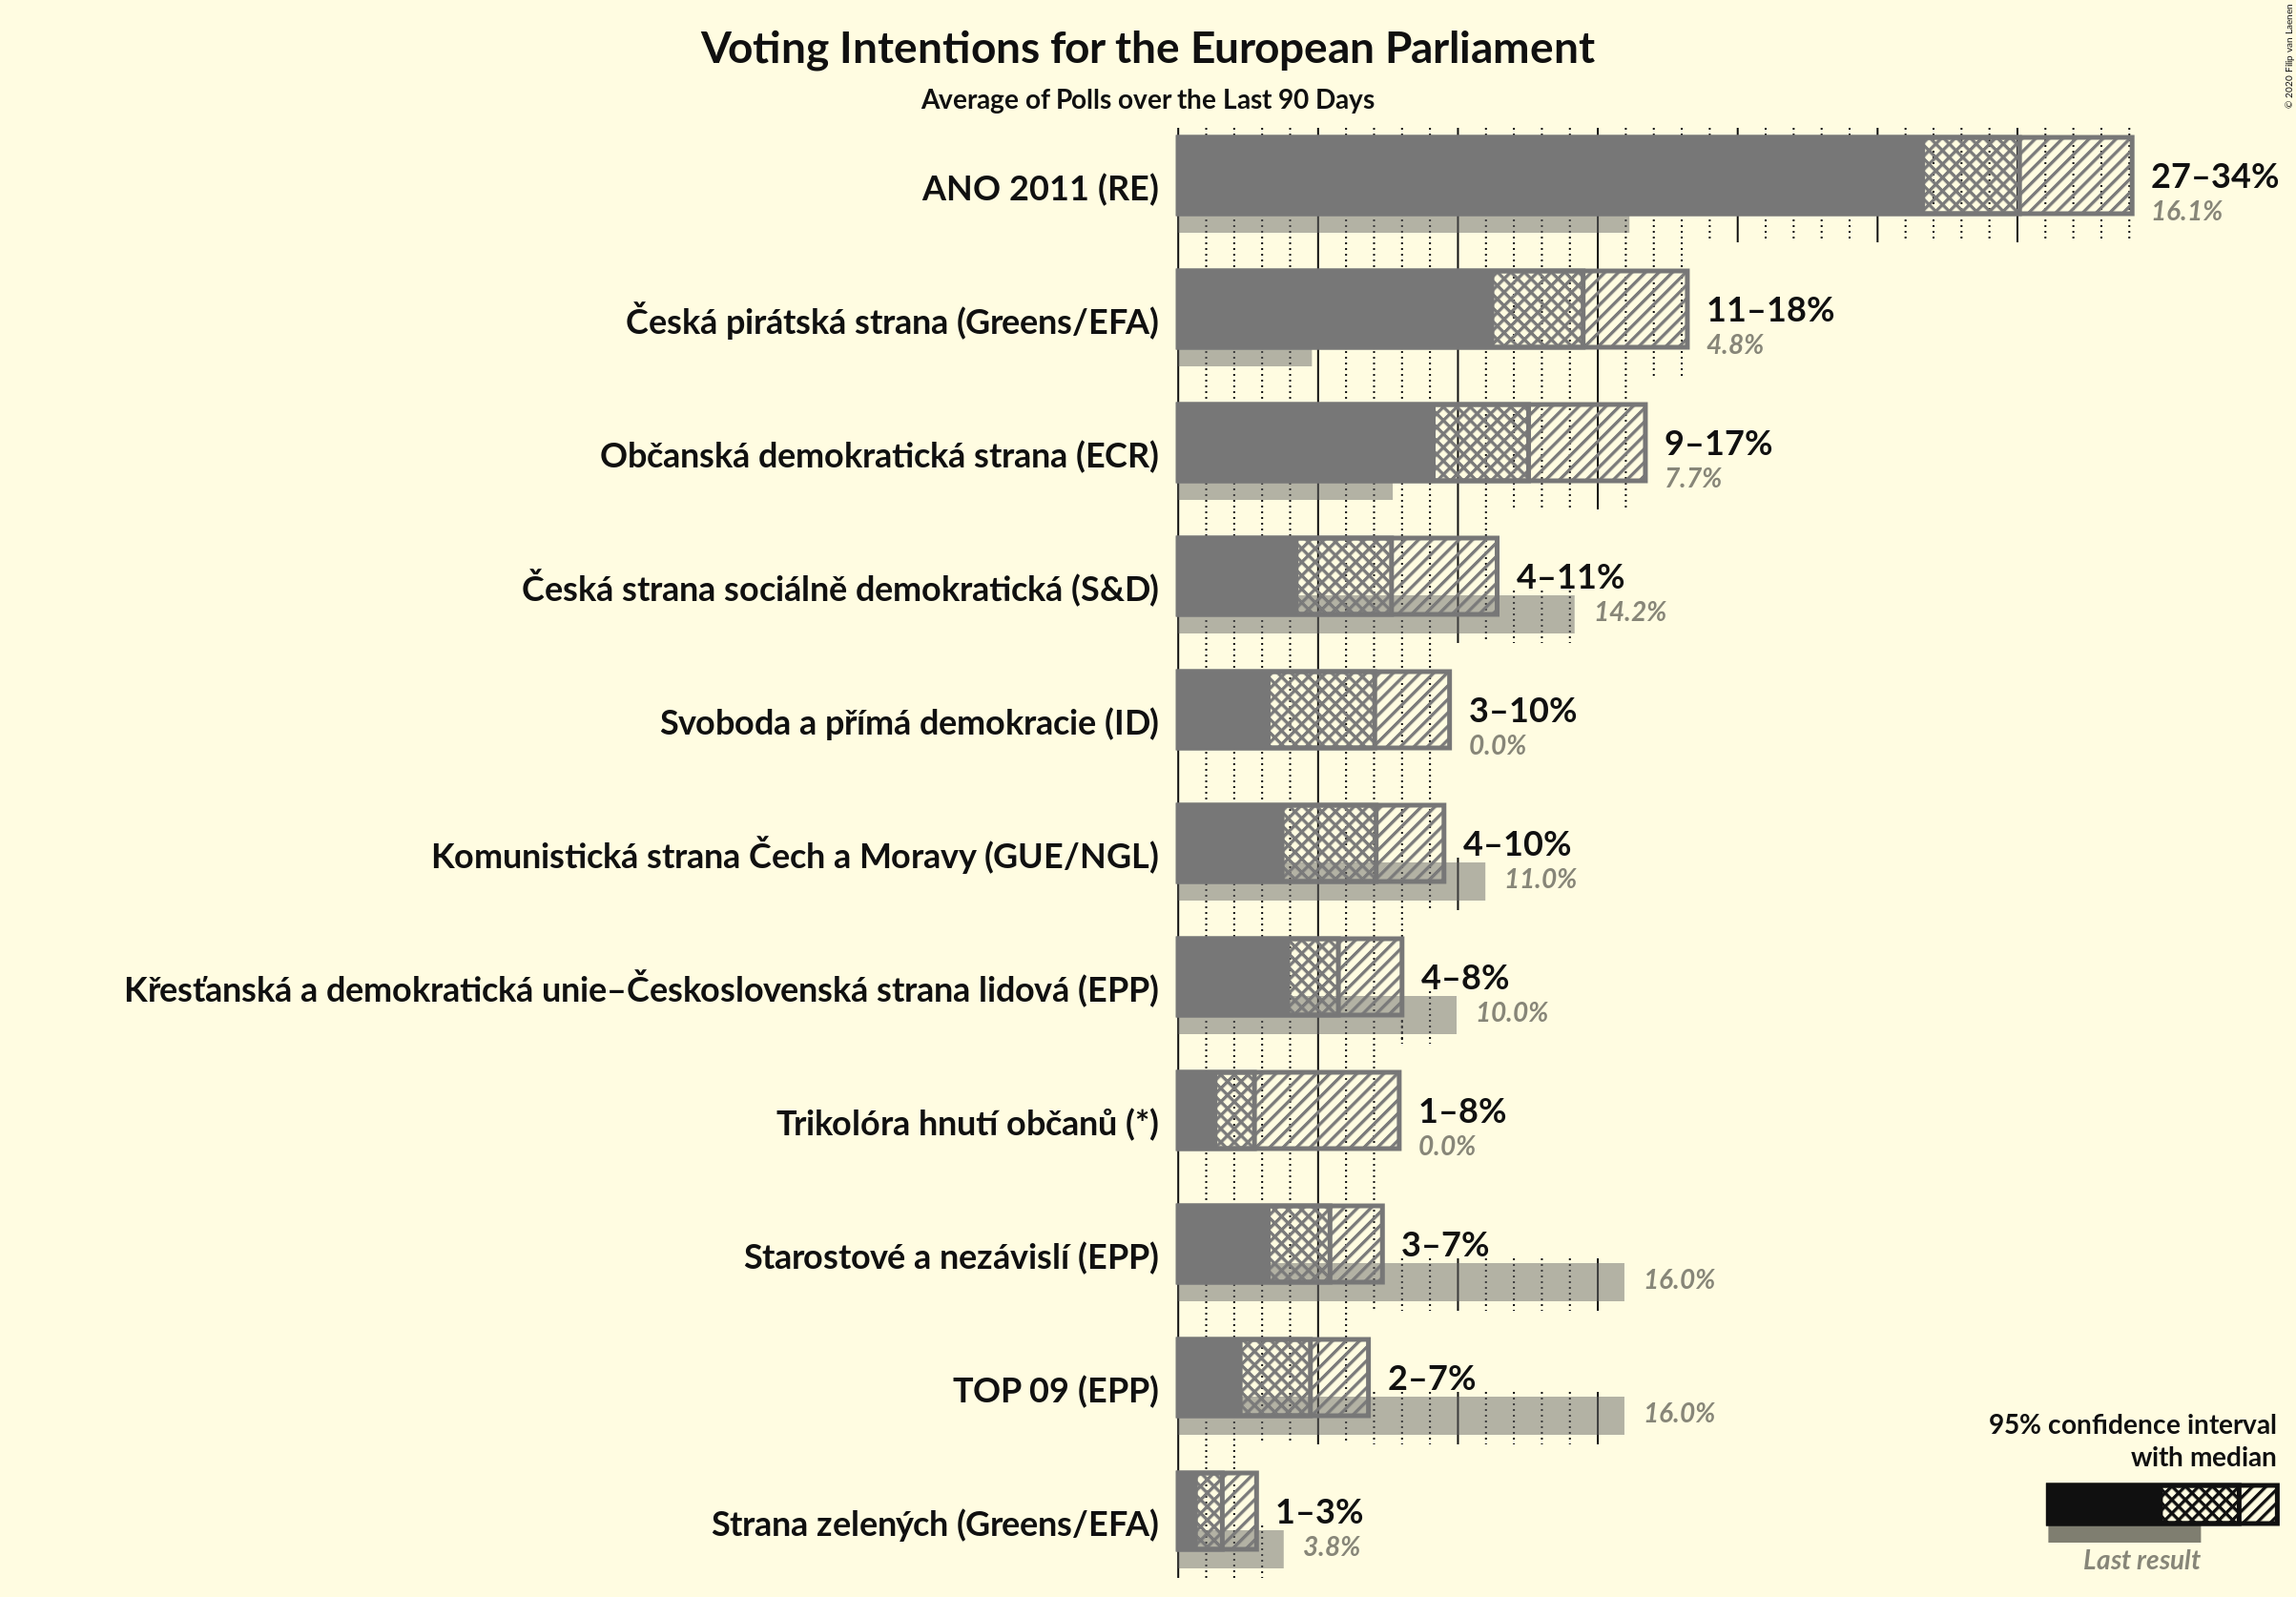 Voting Intentions for the European Parliament
Average of Polls over the Last 90 Days
© 2020 Filip van Laenen
ANO 2011 (RE)
27–34%
16.1%
Česká pirátská strana (Greens/EFA)
11–18%
4.8%
Občanská demokratická strana (ECR)
9–17%
7.7%
Česká strana sociálně demokratická (S&D)
4–11%
14.2%
Svoboda a přímá demokracie (ID)
3–10%
0.0%
Komunistická strana Čech a Moravy (GUE/NGL)
4–10%
11.0%
Křesťanská a demokratická unie–Československá strana lidová (EPP)
4–8%
10.0%
Trikolóra hnutí občanů (*)
1–8%
0.0%
Starostové a nezávislí (EPP)
3–7%
16.0%
TOP 09 (EPP)
2–7%
16.0%
Strana zelených (Greens/EFA)
1–3%
3.8%
95% confidence interval
with median
Last result